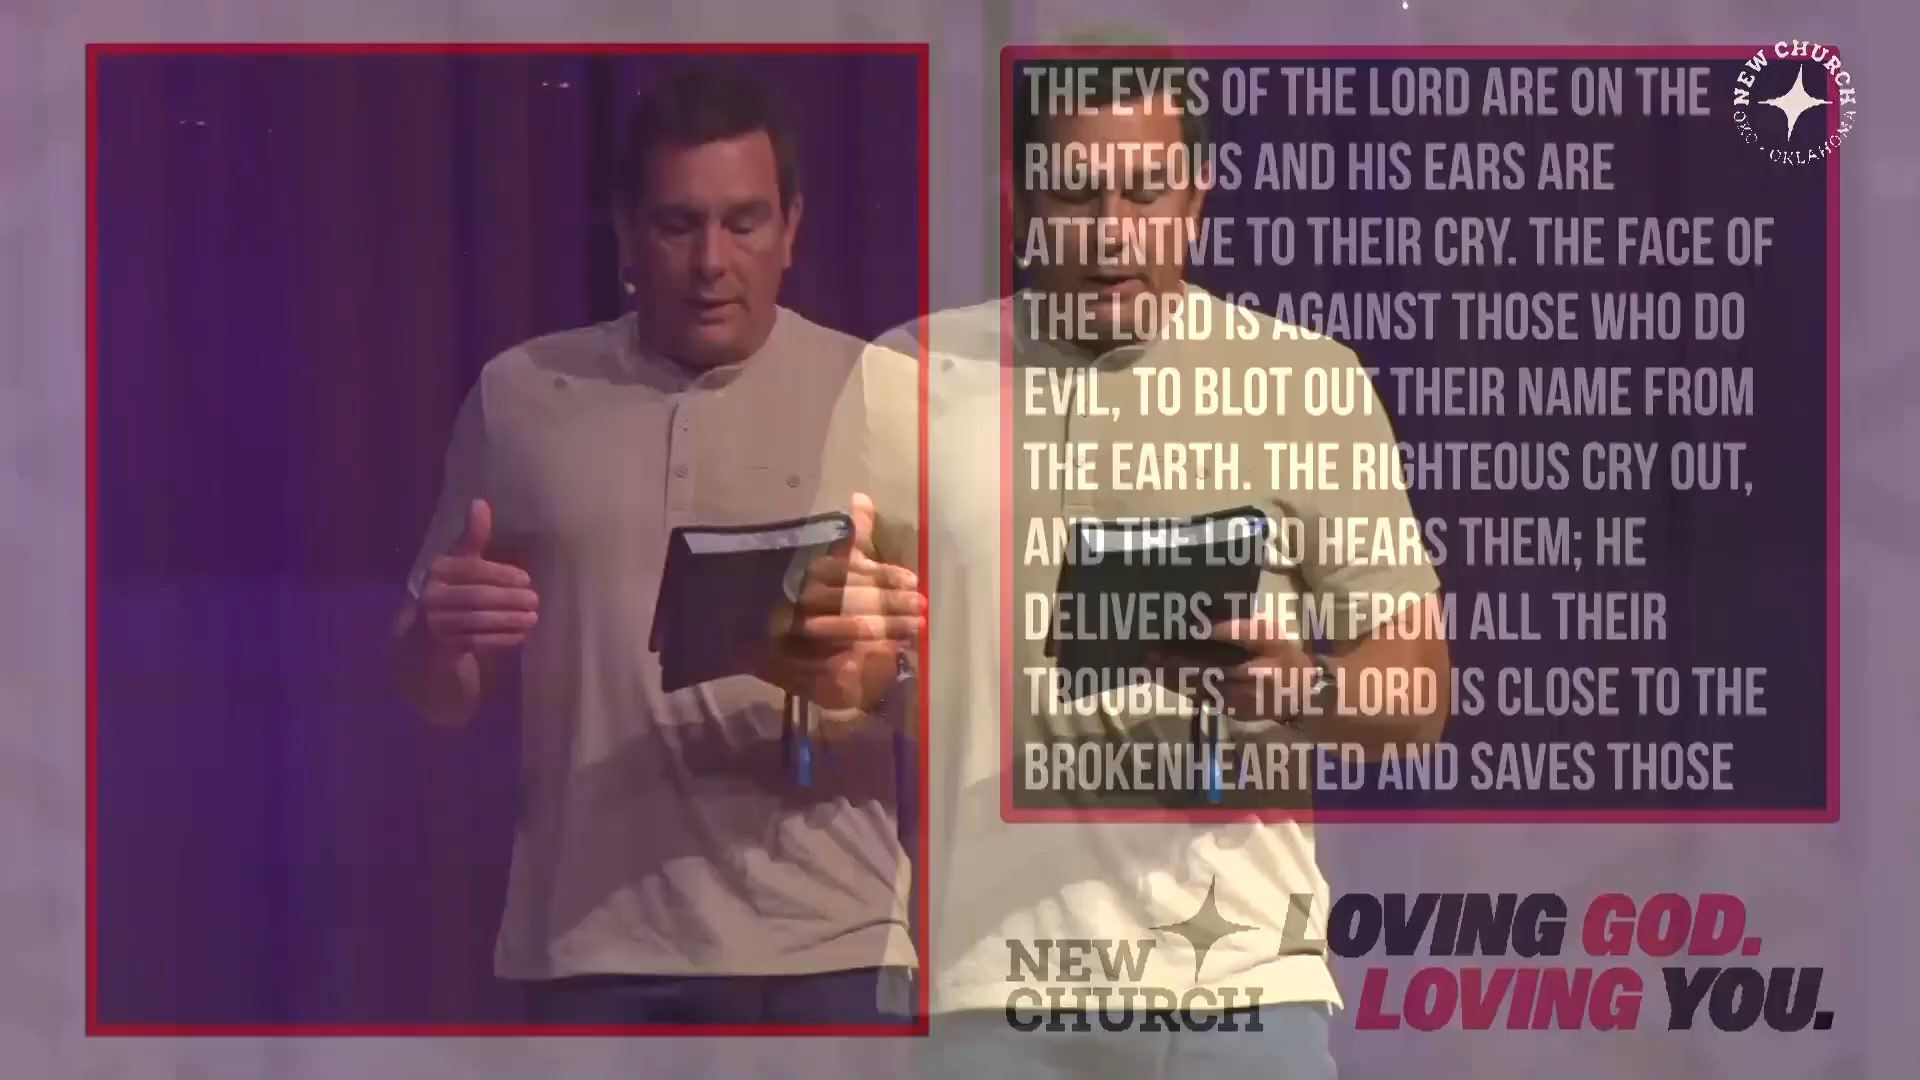 THE EYES OF THE LORD ARE ON THE
RIGHTEOUS AND HIS EARS ARE
ATTENTIVE TO THEIR CRY. THE FACE OF
THE LORD IS AGAINST THOSE WHO DO
EVIL, TO BLOT OUT THEIR NAME FROM
THE EARTH. THE RIGHTEOUS CRY OUT,
AND THE LORD HEARS THEM; HE
DELIVERS THEM FROM ALL THEIR
TROUBLES. THE LORD IS CLOSE TO THE
BROKENHEARTED AND SAVES THOSE
NEW CHURCH
OKC · OKLAHOMA
NEW
CHURCH
LOVING GOD.
LOVING YOU.